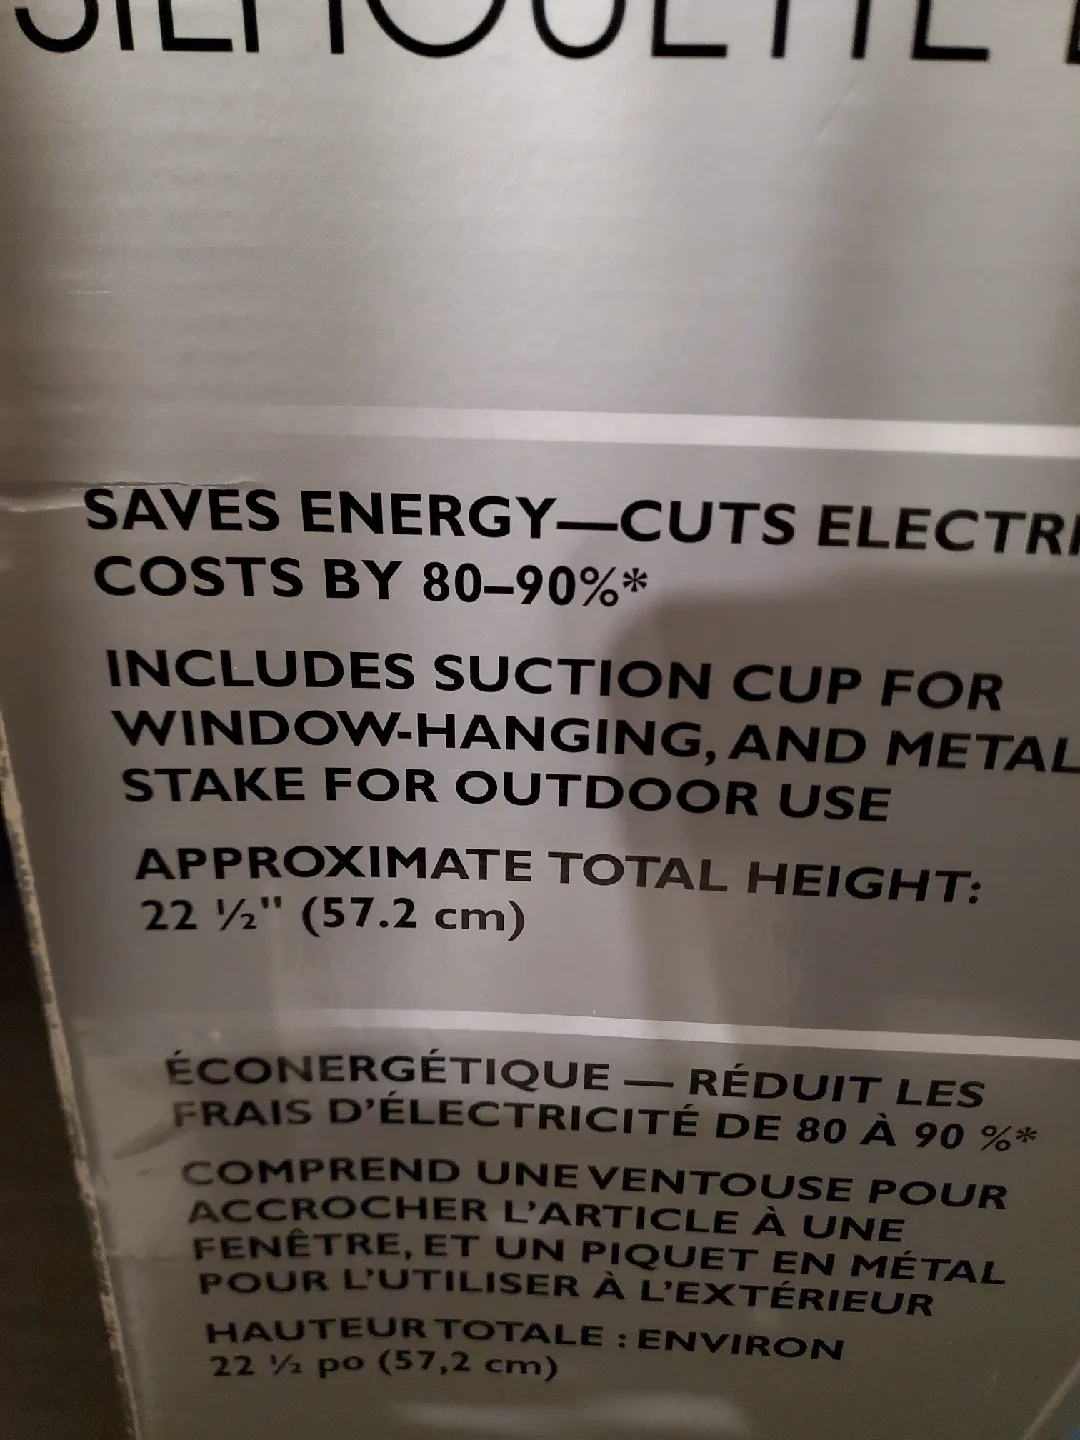 SILHOUETTE
SAVES ENERGY—CUTS ELECTRI
COSTS BY 80–90%*
INCLUDES SUCTION CUP FOR
WINDOW-HANGING, AND METAL
STAKE FOR OUTDOOR USE
APPROXIMATE TOTAL HEIGHT:
22 ½" (57.2 cm)
ÉCONERGÉTIQUE — RÉDUIT LES
FRAIS D'ÉLECTRICITÉ DE 80 À 90 %*
COMPREND UNE VENTOUSE POUR
ACCROCHER L'ARTICLE À UNE
FENÊTRE, ET UN PIQUET EN MÉTAL
POUR L'UTILISER À L'EXTÉRIEUR
HAUTEUR TOTALE : ENVIRON
22 ½ po (57,2 cm)